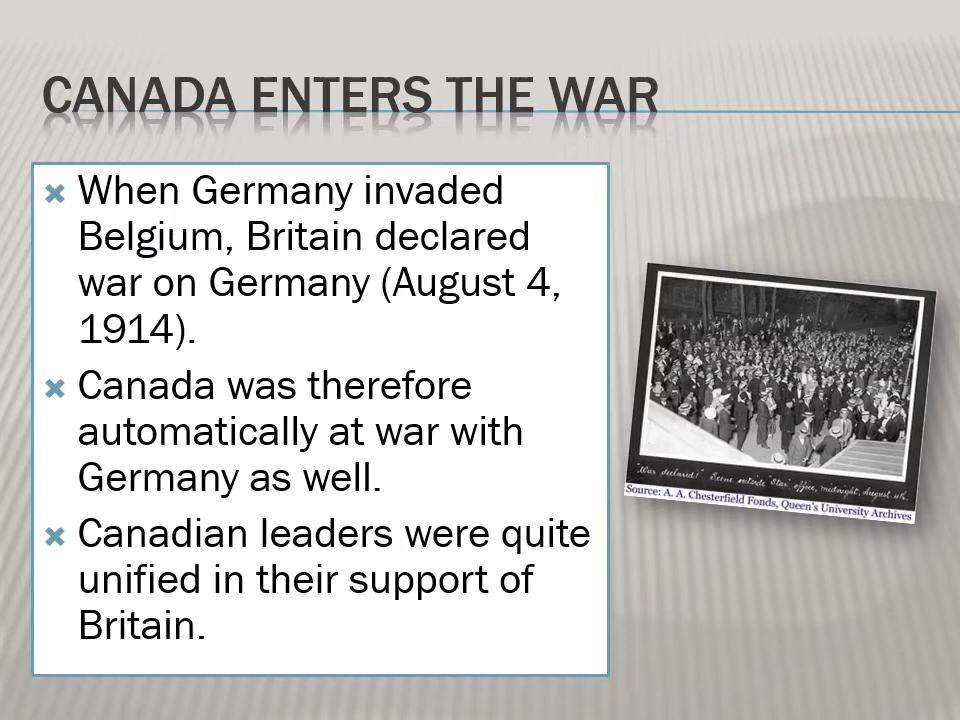 CANADA ENTERS THE WAR
When Germany invaded
Belgium, Britain declared
war on Germany (August 4,
1914).
Canada was therefore
automatically at war with
Germany as well.
Canadian leaders were quite
unified in their support of
Britain.
"War declared!" Scene outside "Star" office, midnight, August 4th.
Source: A. A. Chesterfield Fonds, Queen's University Archives